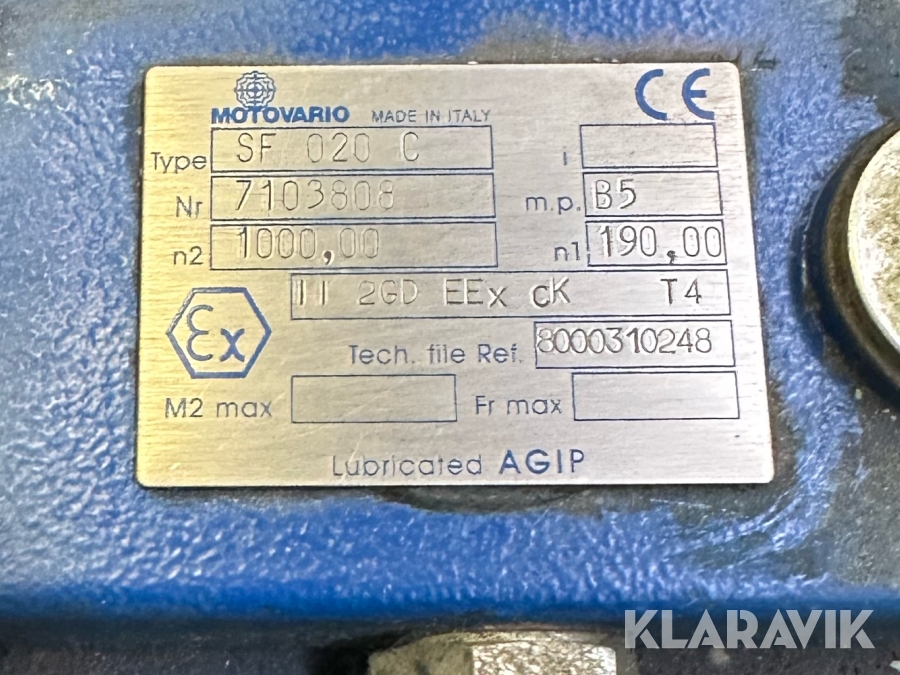 CE
MOTOVARIO MADE IN ITALY
Type SF 020 C i
Nr 7103808 m.p. B5
n2 1000,00 n1 190,00
II 2GD EEx cK T4
Ex
Tech. file Ref. 8000310248
M2 max Fr max
Lubricated AGIP
KLARAVIK